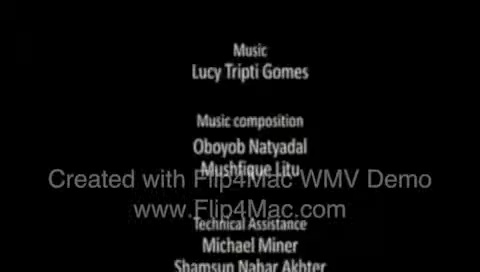 Music
Lucy Tripti Gomes
Music composition
Oboyob Natyadal
Mushfique Litu
Created with Flip4Mac WMV Demo
www.Flip4Mac.com
Technical Assistance
Michael Miner
Shamsun Nahar Akhter